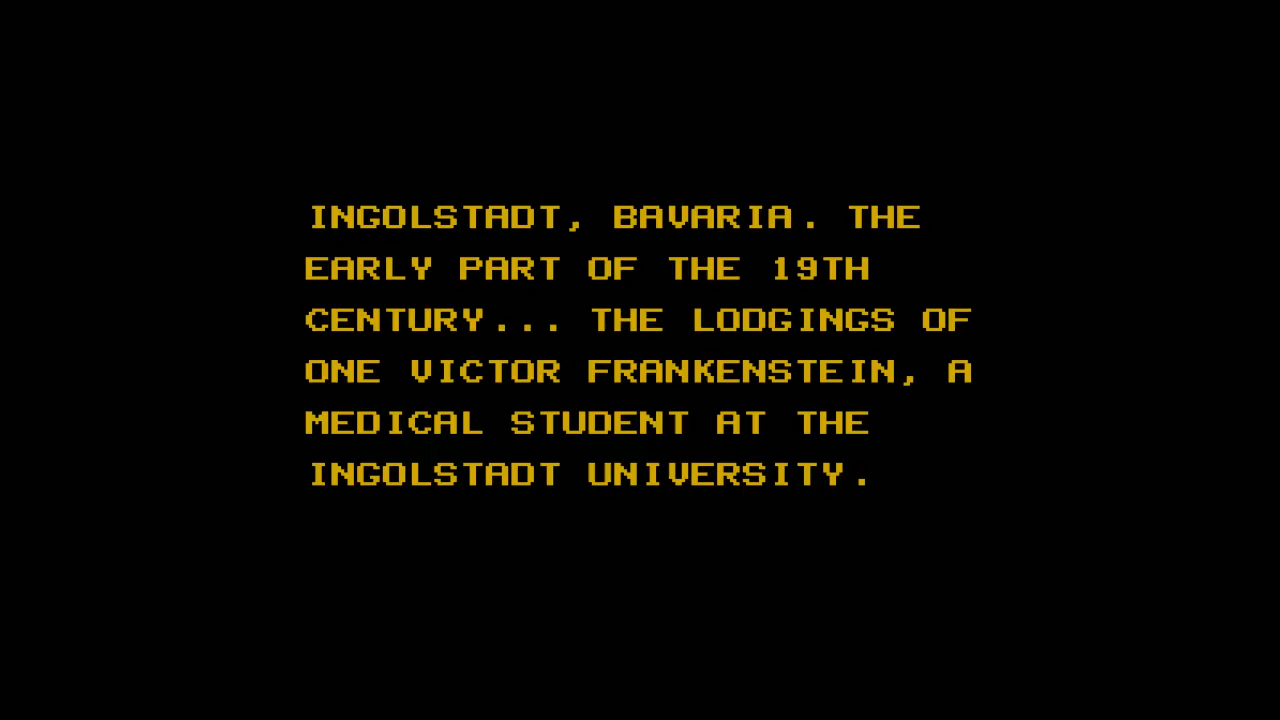 INGOLSTADT, BAVARIA. THE
EARLY PART OF THE 19TH
CENTURY... THE LODGINGS OF
ONE VICTOR FRANKENSTEIN, A
MEDICAL STUDENT AT THE
INGOLSTADT UNIVERSITY.